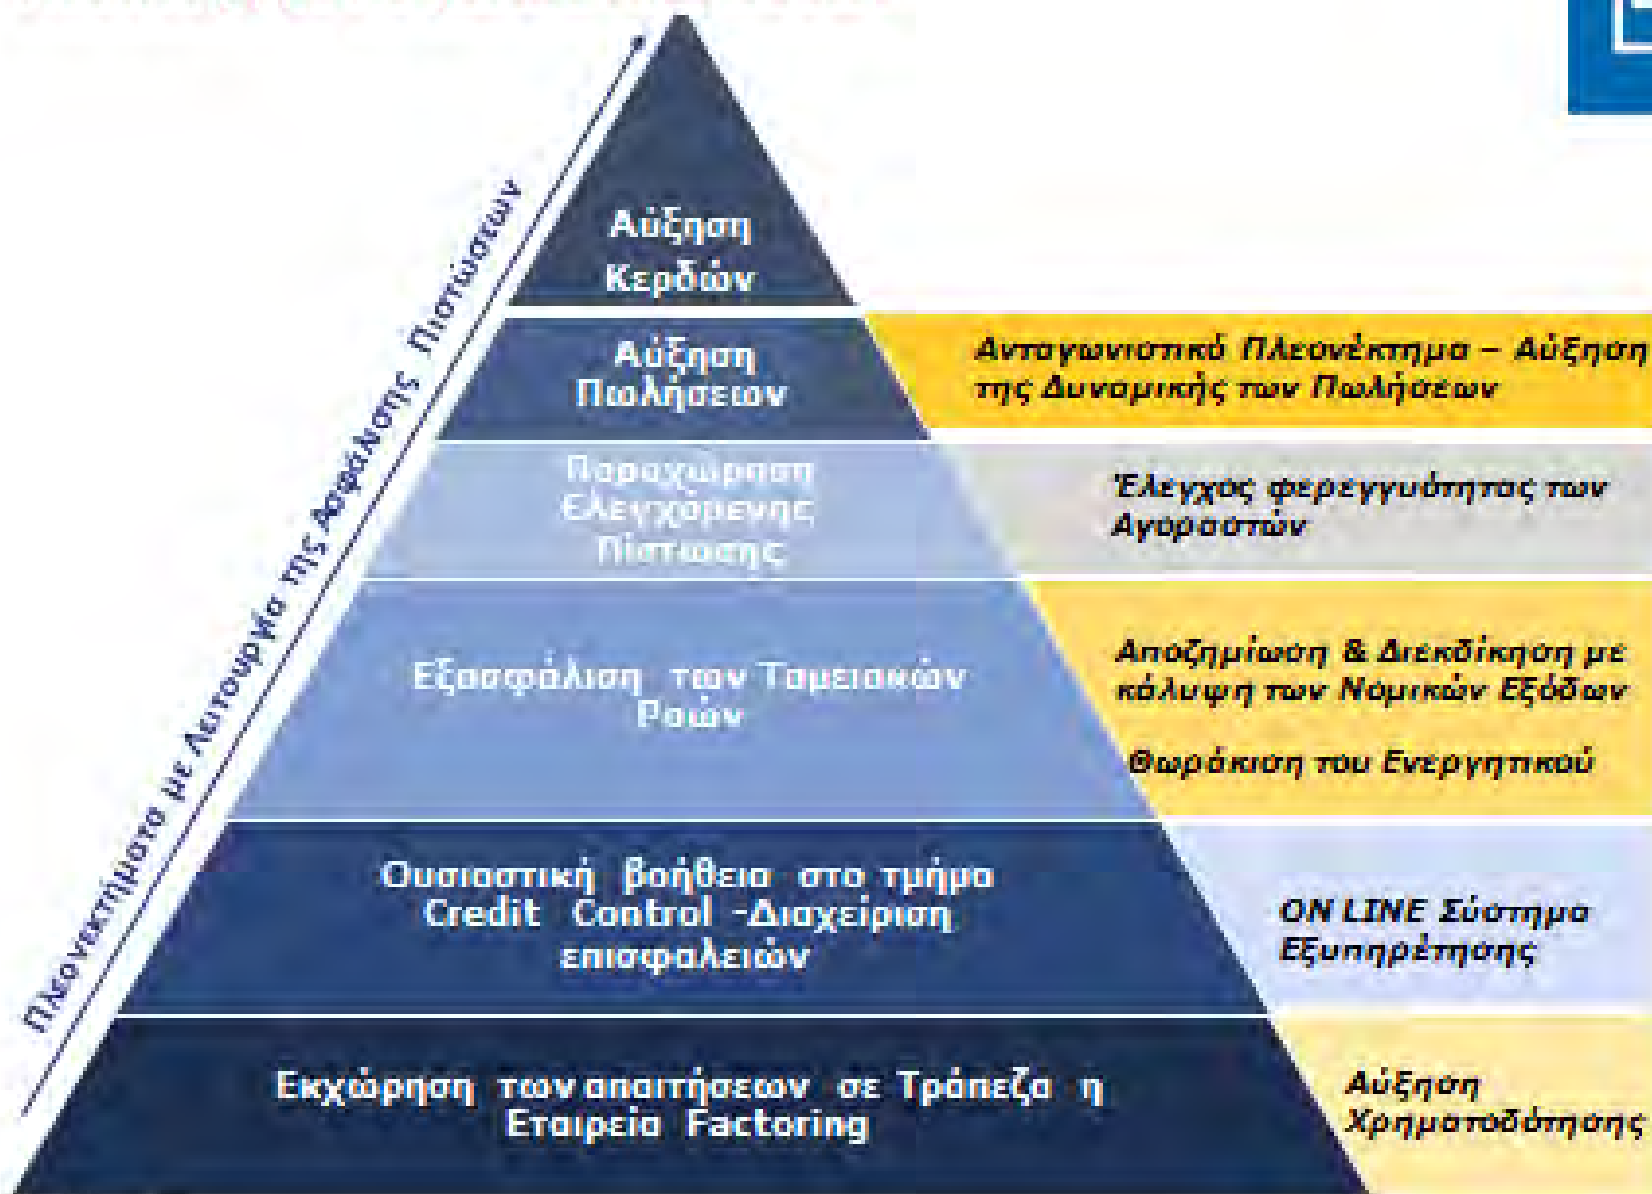 Πλεονεκτήματα με Λειτουργία της Ασφάλισης Πιστώσεων
Αύξηση
Κερδών
Αύξηση
Πωλήσεων
Ανταγωνιστικό Πλεονέκτημα – Αύξηση
της Δυναμικής των Πωλήσεων
Παραχώρηση
Ελεγχόμενης
Πίστωσης
Έλεγχος φερεγγυότητας των
Αγοραστών
Εξασφάλιση των Ταμειακών
Ροών
Αποζημίωση & Διεκδίκηση με
κάλυψη των Νομικών Εξόδων
Θωράκιση του Ενεργητικού
Ουσιαστική βοήθεια στο τμήμα
Credit Control -Διαχείριση
επισφαλειών
ON LINE Σύστημα
Εξυπηρέτησης
Εκχώρηση των απαιτήσεων σε Τράπεζα η
Εταιρεία Factoring
Αύξηση
Χρηματοδότησης